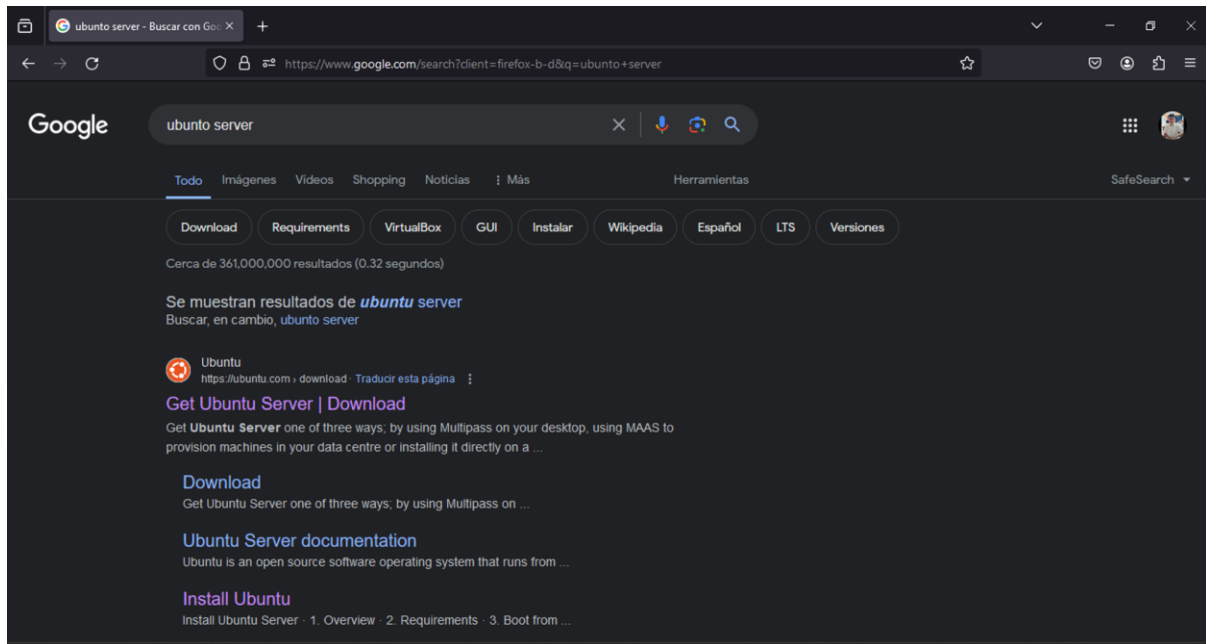 ubunto server - Buscar con Goo
https://www.google.com/search?client=firefox-b-d&q=ubunto+server
Google
ubunto server
Todo Imágenes Videos Shopping Noticias Más Herramientas SafeSearch
Download Requirements VirtualBox GUI Instalar Wikipedia Español LTS Versiones
Cerca de 361,000,000 resultados (0.32 segundos)
Se muestran resultados de ubuntu server
Buscar, en cambio, ubunto server
Ubuntu
https://ubuntu.com › download · Traducir esta página
Get Ubuntu Server | Download
Get Ubuntu Server one of three ways; by using Multipass on your desktop, using MAAS to
provision machines in your data centre or installing it directly on a ...
Download
Get Ubuntu Server one of three ways; by using Multipass on ...
Ubuntu Server documentation
Ubuntu is an open source software operating system that runs from ...
Install Ubuntu
Install Ubuntu Server · 1. Overview · 2. Requirements · 3. Boot from ...